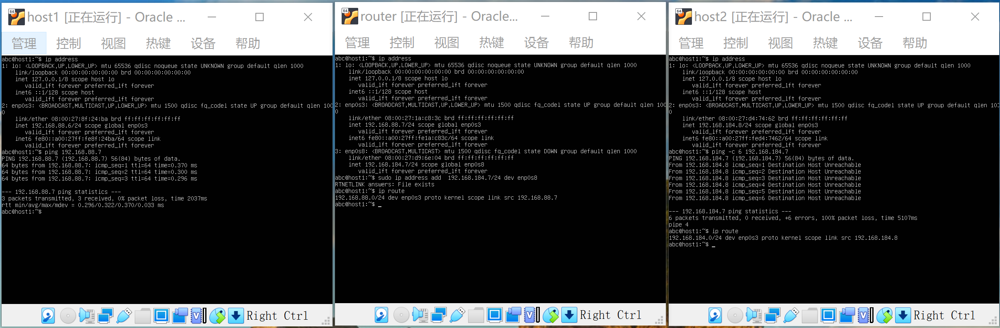 host1 [正在运行] - Oracle ...
管理 控制 视图 热键 设备 帮助
abc@host1:~$ ip address
1: lo: <LOOPBACK,UP,LOWER_UP> mtu 65536 qdisc noqueue state UNKNOWN group default qlen 1000
link/loopback 00:00:00:00:00:00 brd 00:00:00:00:00:00
inet 127.0.0.1/8 scope host lo
valid_lft forever preferred_lft forever
inet6 ::1/128 scope host
valid_lft forever preferred_lft forever
2: enp0s3: <BROADCAST,MULTICAST,UP,LOWER_UP> mtu 1500 qdisc fq_codel state UP group default qlen 100
0
link/ether 08:00:27:8f:24:ba brd ff:ff:ff:ff:ff:ff
inet 192.168.88.6/24 scope global enp0s3
valid_lft forever preferred_lft forever
inet6 fe80::a00:27ff:fe8f:24ba/64 scope link
valid_lft forever preferred_lft forever
abc@host1:~$ ping 192.168.88.7
PING 192.168.88.7 (192.168.88.7) 56(84) bytes of data.
64 bytes from 192.168.88.7: icmp_seq=1 ttl=64 time=0.370 ms
64 bytes from 192.168.88.7: icmp_seq=2 ttl=64 time=0.300 ms
64 bytes from 192.168.88.7: icmp_seq=3 ttl=64 time=0.296 ms
--- 192.168.88.7 ping statistics ---
3 packets transmitted, 3 received, 0% packet loss, time 2037ms
rtt min/avg/max/mdev = 0.296/0.322/0.370/0.033 ms
abc@host1:~$
Right Ctrl
router [正在运行] - Oracle...
管理 控制 视图 热键 设备 帮助
abc@host1:~$ ip address
1: lo: <LOOPBACK,UP,LOWER_UP> mtu 65536 qdisc noqueue state UNKNOWN group default qlen 1000
link/loopback 00:00:00:00:00:00 brd 00:00:00:00:00:00
inet 127.0.0.1/8 scope host lo
valid_lft forever preferred_lft forever
inet6 ::1/128 scope host
valid_lft forever preferred_lft forever
2: enp0s3: <BROADCAST,MULTICAST,UP,LOWER_UP> mtu 1500 qdisc fq_codel state UP group default qlen 100
0
link/ether 08:00:27:1a:c8:3c brd ff:ff:ff:ff:ff:ff
inet 192.168.88.7/24 scope global enp0s3
valid_lft forever preferred_lft forever
inet6 fe80::a00:27ff:fe1a:c83c/64 scope link
valid_lft forever preferred_lft forever
3: enp0s8: <BROADCAST,MULTICAST> mtu 1500 qdisc fq_codel state DOWN group default qlen 1000
link/ether 08:00:27:d9:6e:04 brd ff:ff:ff:ff:ff:ff
inet 192.168.184.7/24 scope global enp0s8
valid_lft forever preferred_lft forever
abc@host1:~$ sudo ip address add  192.168.184.7/24 dev enp0s8
RTNETLINK answers: File exists
abc@host1:~$ ip route
192.168.88.0/24 dev enp0s3 proto kernel scope link src 192.168.88.7
abc@host1:~$ _
Right Ctrl
host2 [正在运行] - Oracle ...
管理 控制 视图 热键 设备 帮助
abc@host1:~$ ip address
1: lo: <LOOPBACK,UP,LOWER_UP> mtu 65536 qdisc noqueue state UNKNOWN group default qlen 1000
link/loopback 00:00:00:00:00:00 brd 00:00:00:00:00:00
inet 127.0.0.1/8 scope host lo
valid_lft forever preferred_lft forever
inet6 ::1/128 scope host
valid_lft forever preferred_lft forever
2: enp0s3: <BROADCAST,MULTICAST,UP,LOWER_UP> mtu 1500 qdisc fq_codel state UP group default qlen 100
0
link/ether 08:00:27:d4:74:62 brd ff:ff:ff:ff:ff:ff
inet 192.168.184.8/24 scope global enp0s3
valid_lft forever preferred_lft forever
inet6 fe80::a00:27ff:fed4:7462/64 scope link
valid_lft forever preferred_lft forever
abc@host1:~$ ping -c 6 192.168.184.7
PING 192.168.184.7 (192.168.184.7) 56(84) bytes of data.
From 192.168.184.8 icmp_seq=1 Destination Host Unreachable
From 192.168.184.8 icmp_seq=2 Destination Host Unreachable
From 192.168.184.8 icmp_seq=3 Destination Host Unreachable
From 192.168.184.8 icmp_seq=4 Destination Host Unreachable
From 192.168.184.8 icmp_seq=5 Destination Host Unreachable
From 192.168.184.8 icmp_seq=6 Destination Host Unreachable
--- 192.168.184.7 ping statistics ---
6 packets transmitted, 0 received, +6 errors, 100% packet loss, time 5107ms
pipe 4
abc@host1:~$ ip route
192.168.184.0/24 dev enp0s3 proto kernel scope link src 192.168.184.8
abc@host1:~$ _
Right Ctrl